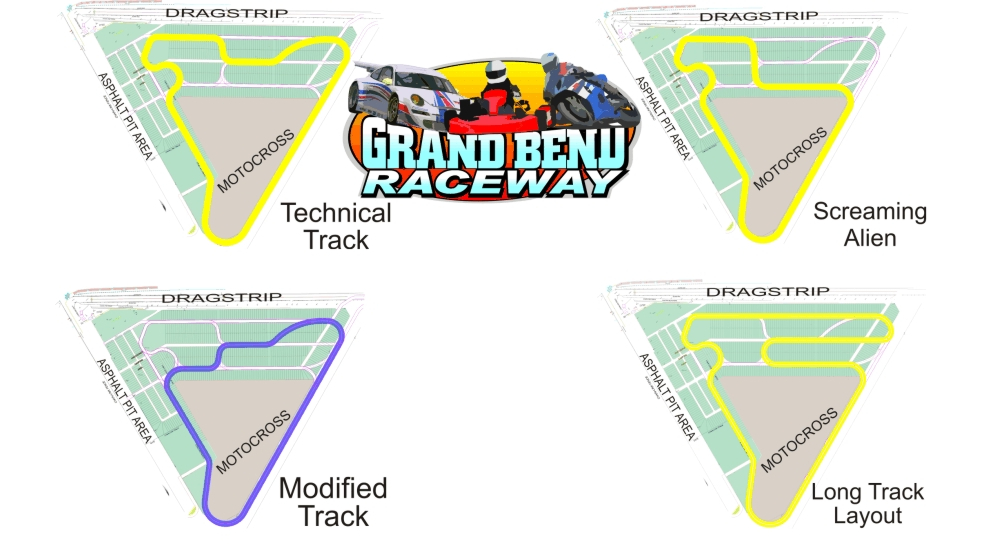 DRAGSTRIP
ASPHALT PIT AREA
MOTOCROSS
Technical
Track
GRAND BEND
RACEWAY
DRAGSTRIP
ASPHALT PIT AREA
MOTOCROSS
Screaming
Alien
DRAGSTRIP
ASPHALT PIT AREA
MOTOCROSS
Modified
Track
DRAGSTRIP
ASPHALT PIT AREA
MOTOCROSS
Long Track
Layout